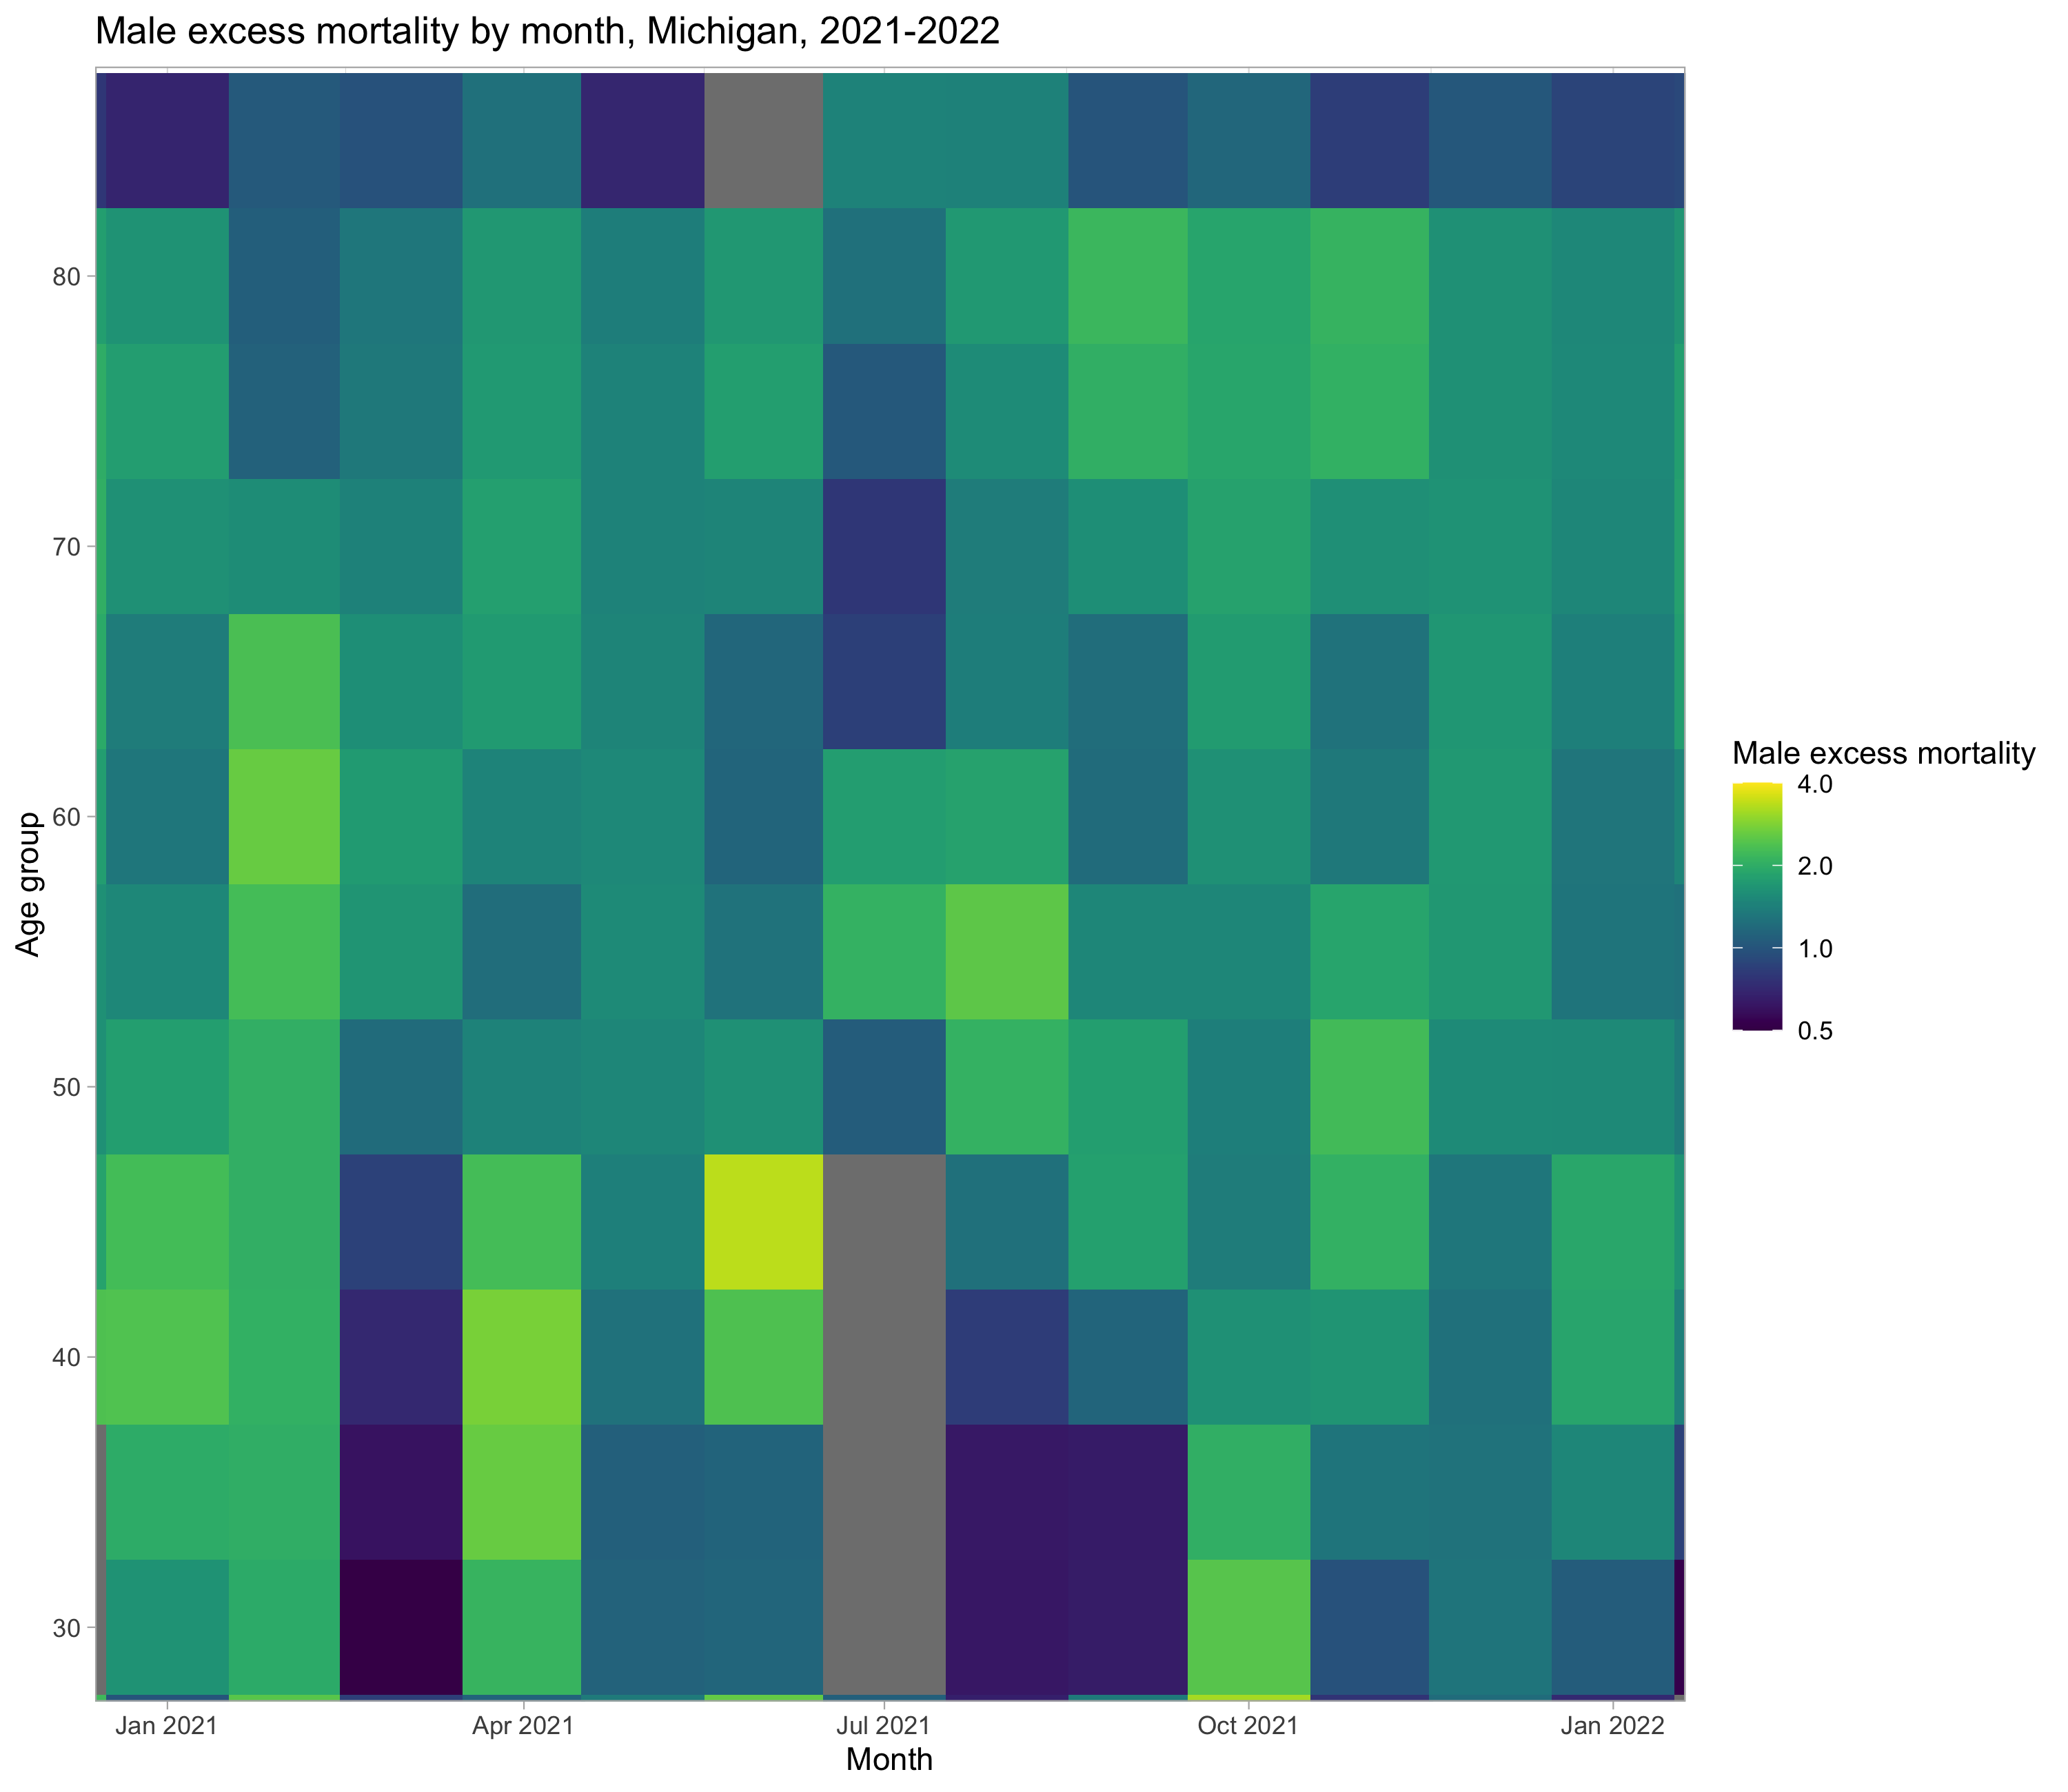 Male excess mortality by month, Michigan, 2021-2022
80
70
60
50
40
30
Age group
Jan 2021
Apr 2021
Jul 2021
Oct 2021
Jan 2022
Month
Male excess mortality
4.0
2.0
1.0
0.5